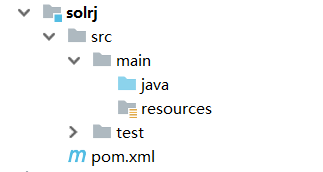 solrj
src
main
java
resources
test
pom.xml